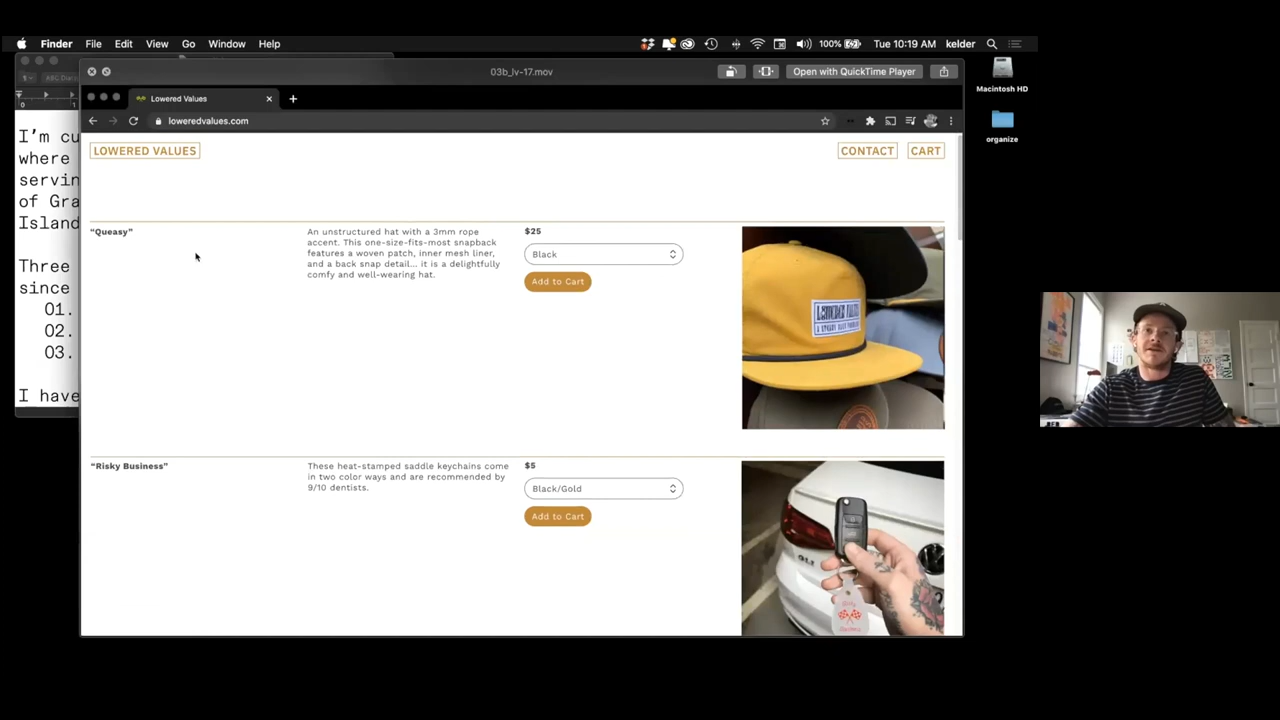 Finder File Edit View Go Window Help
100% Tue 10:19 AM kelder
03b_lv-17.mov
Open with QuickTime Player
Macintosh HD
organize
Lowered Values
loweredvalues.com
I'm cu
where
servin
of Gra
Island
Three
since
01.
02.
03.
I have
LOWERED VALUES
CONTACT CART
“Queasy”
An unstructured hat with a 3mm rope
accent. This one-size-fits-most snapback
features a woven patch, inner mesh liner,
and a back snap detail... it is a delightfully
comfy and well-wearing hat.
$25
Black
Add to Cart
LOWERED VALUES
“Risky Business”
These heat-stamped saddle keychains come
in two color ways and are recommended by
9/10 dentists.
$5
Black/Gold
Add to Cart